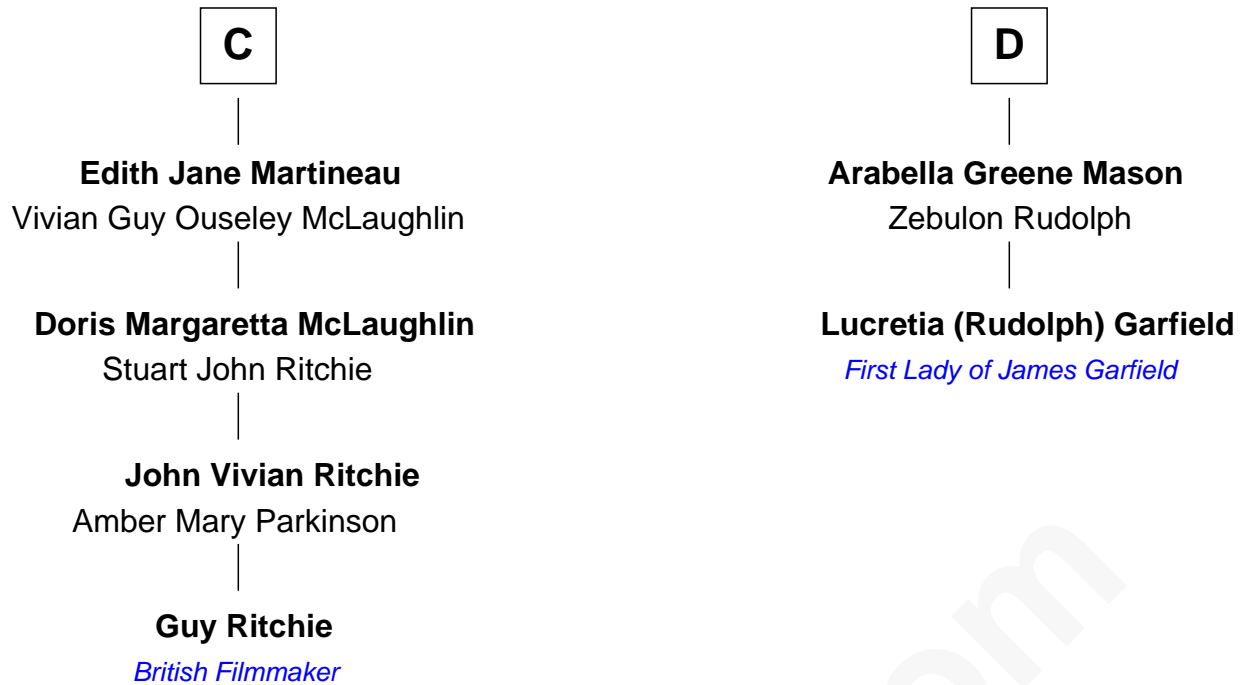 C
Edith Jane Martineau
Vivian Guy Ouseley McLaughlin
Doris Margaretta McLaughlin
Stuart John Ritchie
John Vivian Ritchie
Amber Mary Parkinson
Guy Ritchie
British Filmmaker
D
Arabella Greene Mason
Zebulon Rudolph
Lucretia (Rudolph) Garfield
First Lady of James Garfield
om